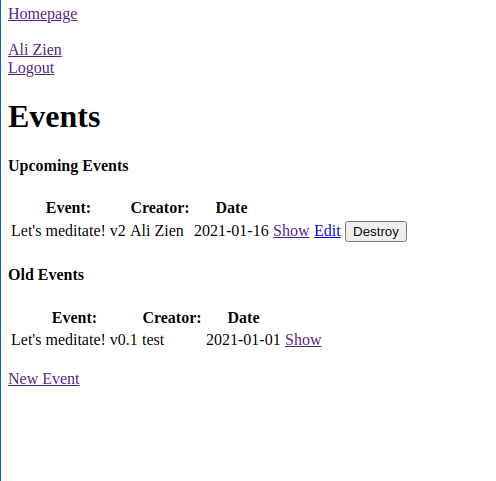 Homepage
Ali Zien
Logout
Events
Upcoming Events
Event: Creator: Date
Let's meditate! v2 Ali Zien 2021-01-16 Show Edit Destroy
Old Events
Event: Creator: Date
Let's meditate! v0.1 test 2021-01-01 Show
New Event